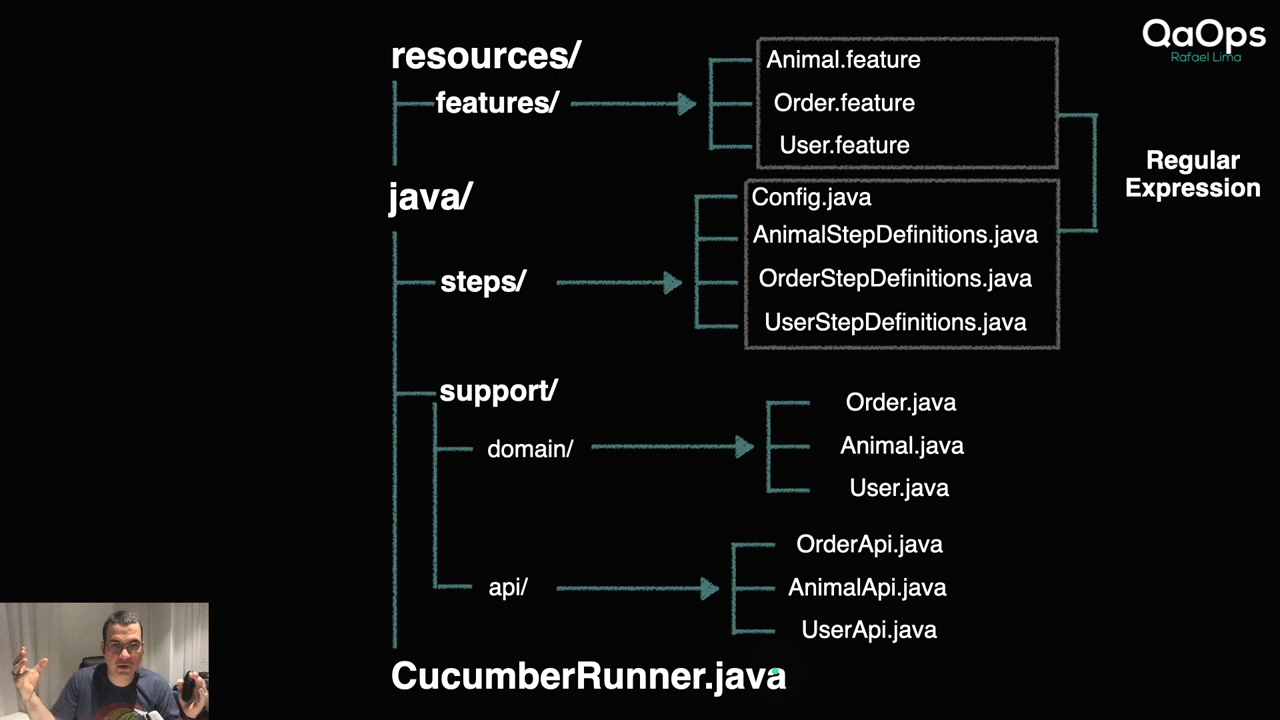 QaOps
Rafael Lima
resources/
features/
Animal.feature
Order.feature
User.feature
Regular
Expression
java/
steps/
Config.java
AnimalStepDefinitions.java
OrderStepDefinitions.java
UserStepDefinitions.java
support/
domain/
Order.java
Animal.java
User.java
api/
OrderApi.java
AnimalApi.java
UserApi.java
CucumberRunner.java